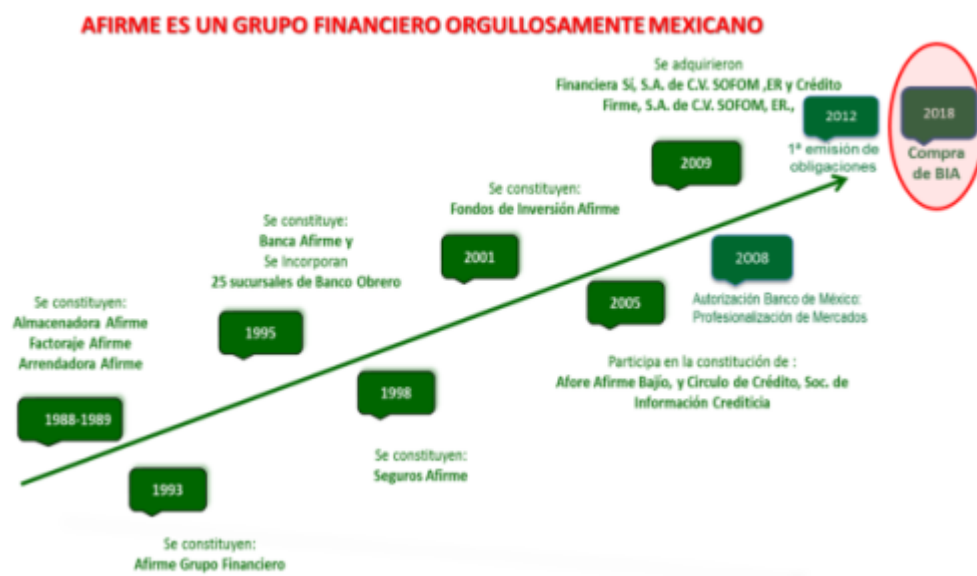 AFIRME ES UN GRUPO FINANCIERO ORGULLOSAMENTE MEXICANO
Se constituyen:
Almacenadora Afirme
Factoraje Afirme
Arrendadora Afirme
1988-1989
1993
Se constituyen:
Afirme Grupo Financiero
Se constituye:
Banca Afirme y
Se Incorporan
25 sucursales de Banco Obrero
1995
1998
Se constituyen:
Seguros Afirme
Se constituyen:
Fondos de Inversión Afirme
2001
2005
Participa en la constitución de :
Afore Afirme Bajío, y Circulo de Crédito, Soc. de
Información Crediticia
2008
Autorización Banco de México:
Profesionalización de Mercados
Se adquirieron
Financiera Sí, S.A. de C.V. SOFOM ,ER y Crédito
Firme, S.A. de C.V. SOFOM, ER.,
2009
2012
1ª emisión de
obligaciones
2018
Compra
de BIA